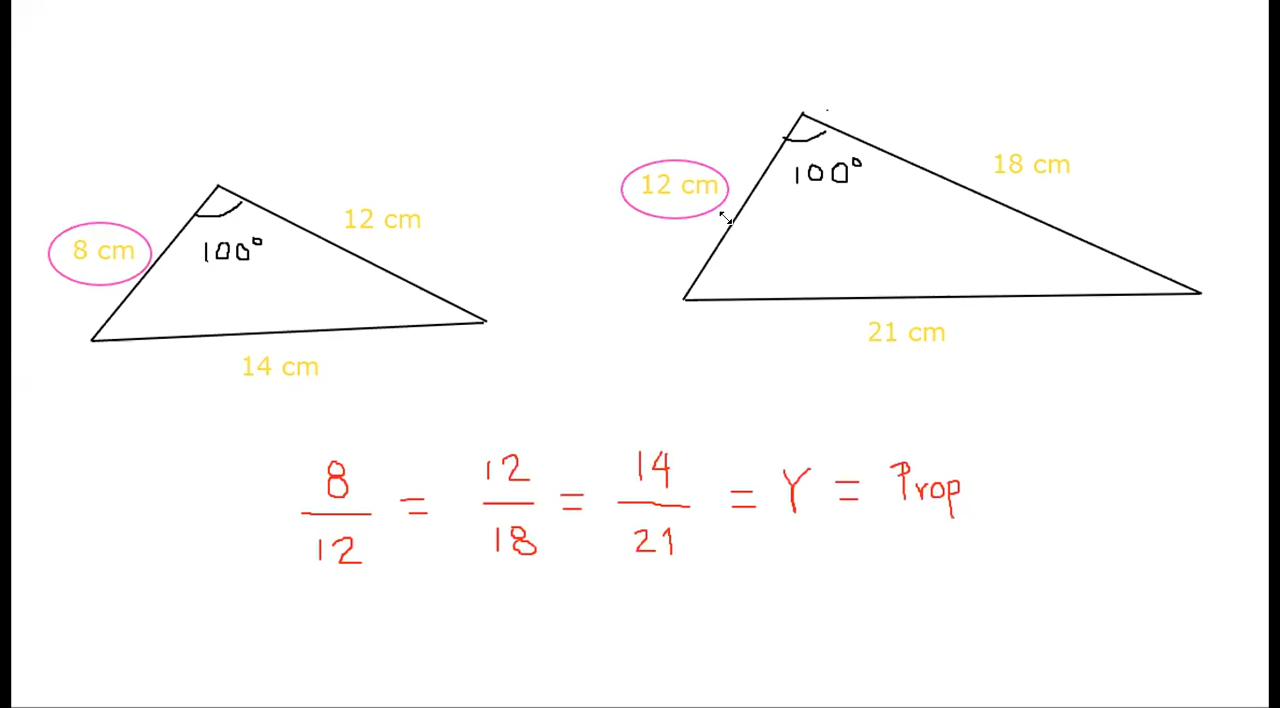 12 cm
18 cm
100°
8 cm
12 cm
100°
21 cm
14 cm
8/12 = 12/18 = 14/21 = Y = Prop